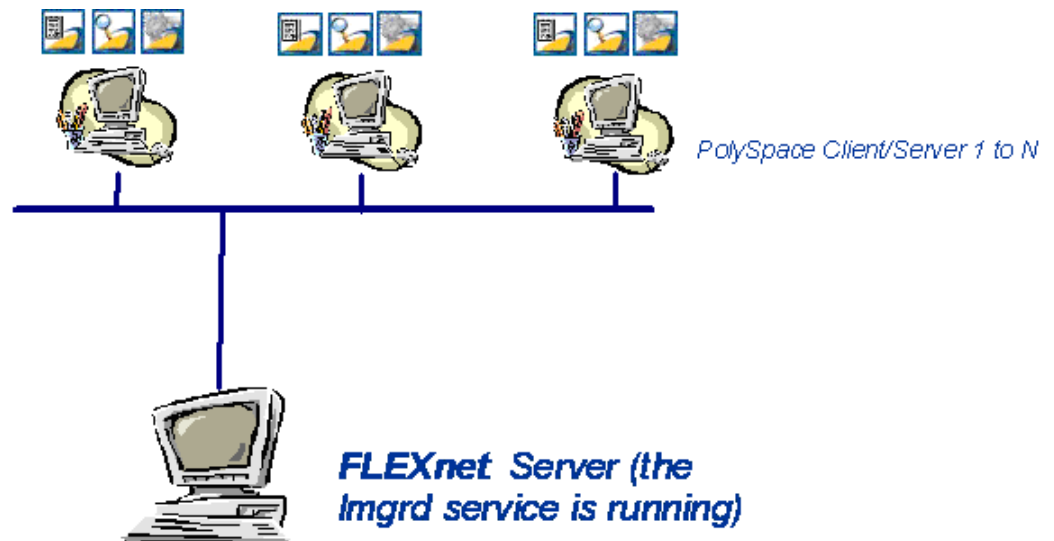 PolySpace Client/Server 1 to N
FLEXnet Server (the
lmgrd service is running)